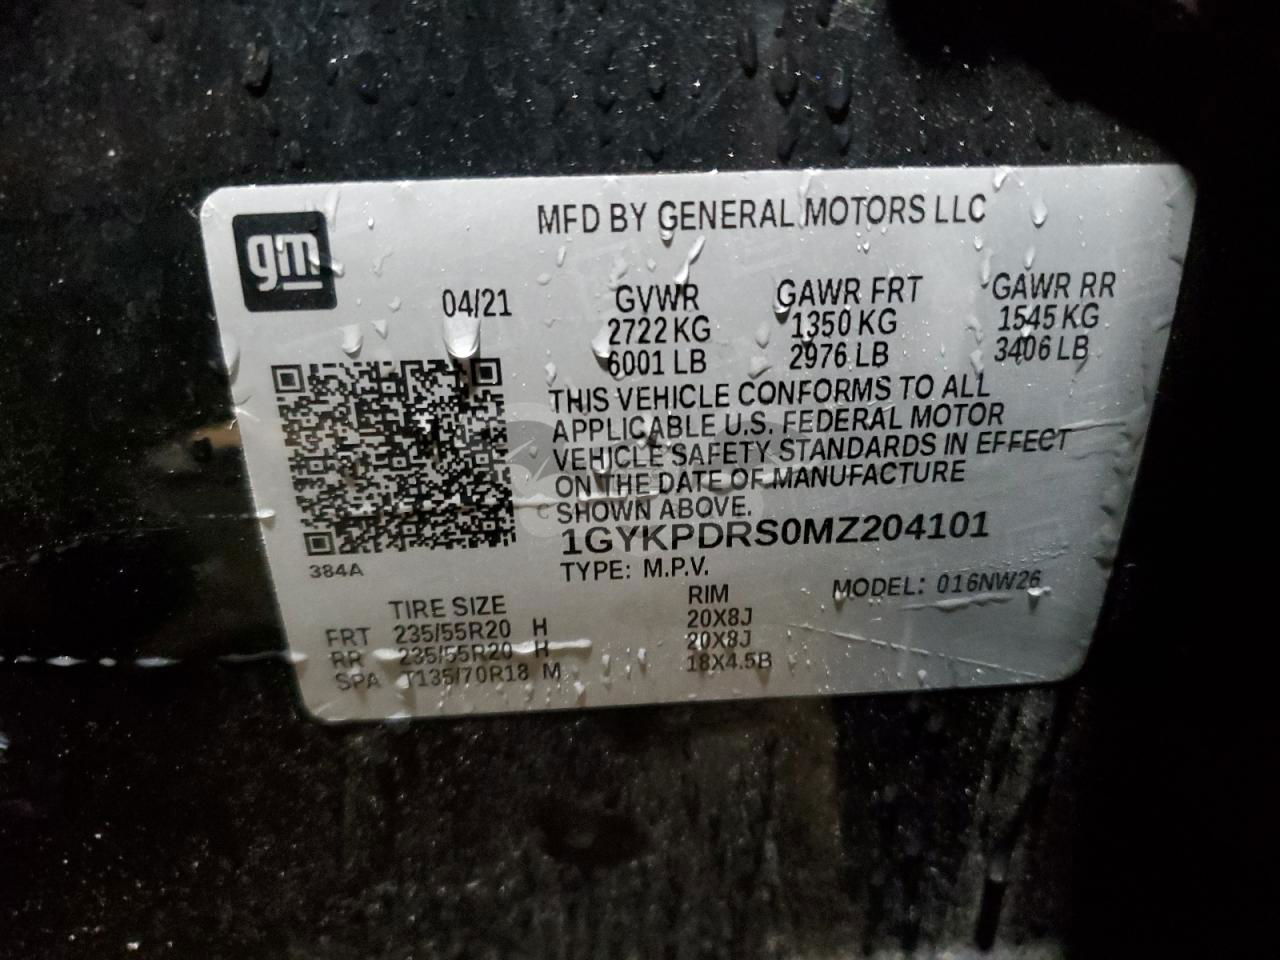 gm
MFD BY GENERAL MOTORS LLC
04/21
GVWR
2722 KG
6001 LB
GAWR FRT
1350 KG
2976 LB
GAWR RR
1545 KG
3406 LB
THIS VEHICLE CONFORMS TO ALL
APPLICABLE U.S. FEDERAL MOTOR
VEHICLE SAFETY STANDARDS IN EFFECT
ON THE DATE OF MANUFACTURE
SHOWN ABOVE.
1GYKPDRS0MZ204101
TYPE: M.P.V.
MODEL: 016NW26
384A
TIRE SIZE RIM
FRT 235/55R20 H 20X8J
RR 235/55R20 H 20X8J
SPA T135/70R18 M 18X4.5B